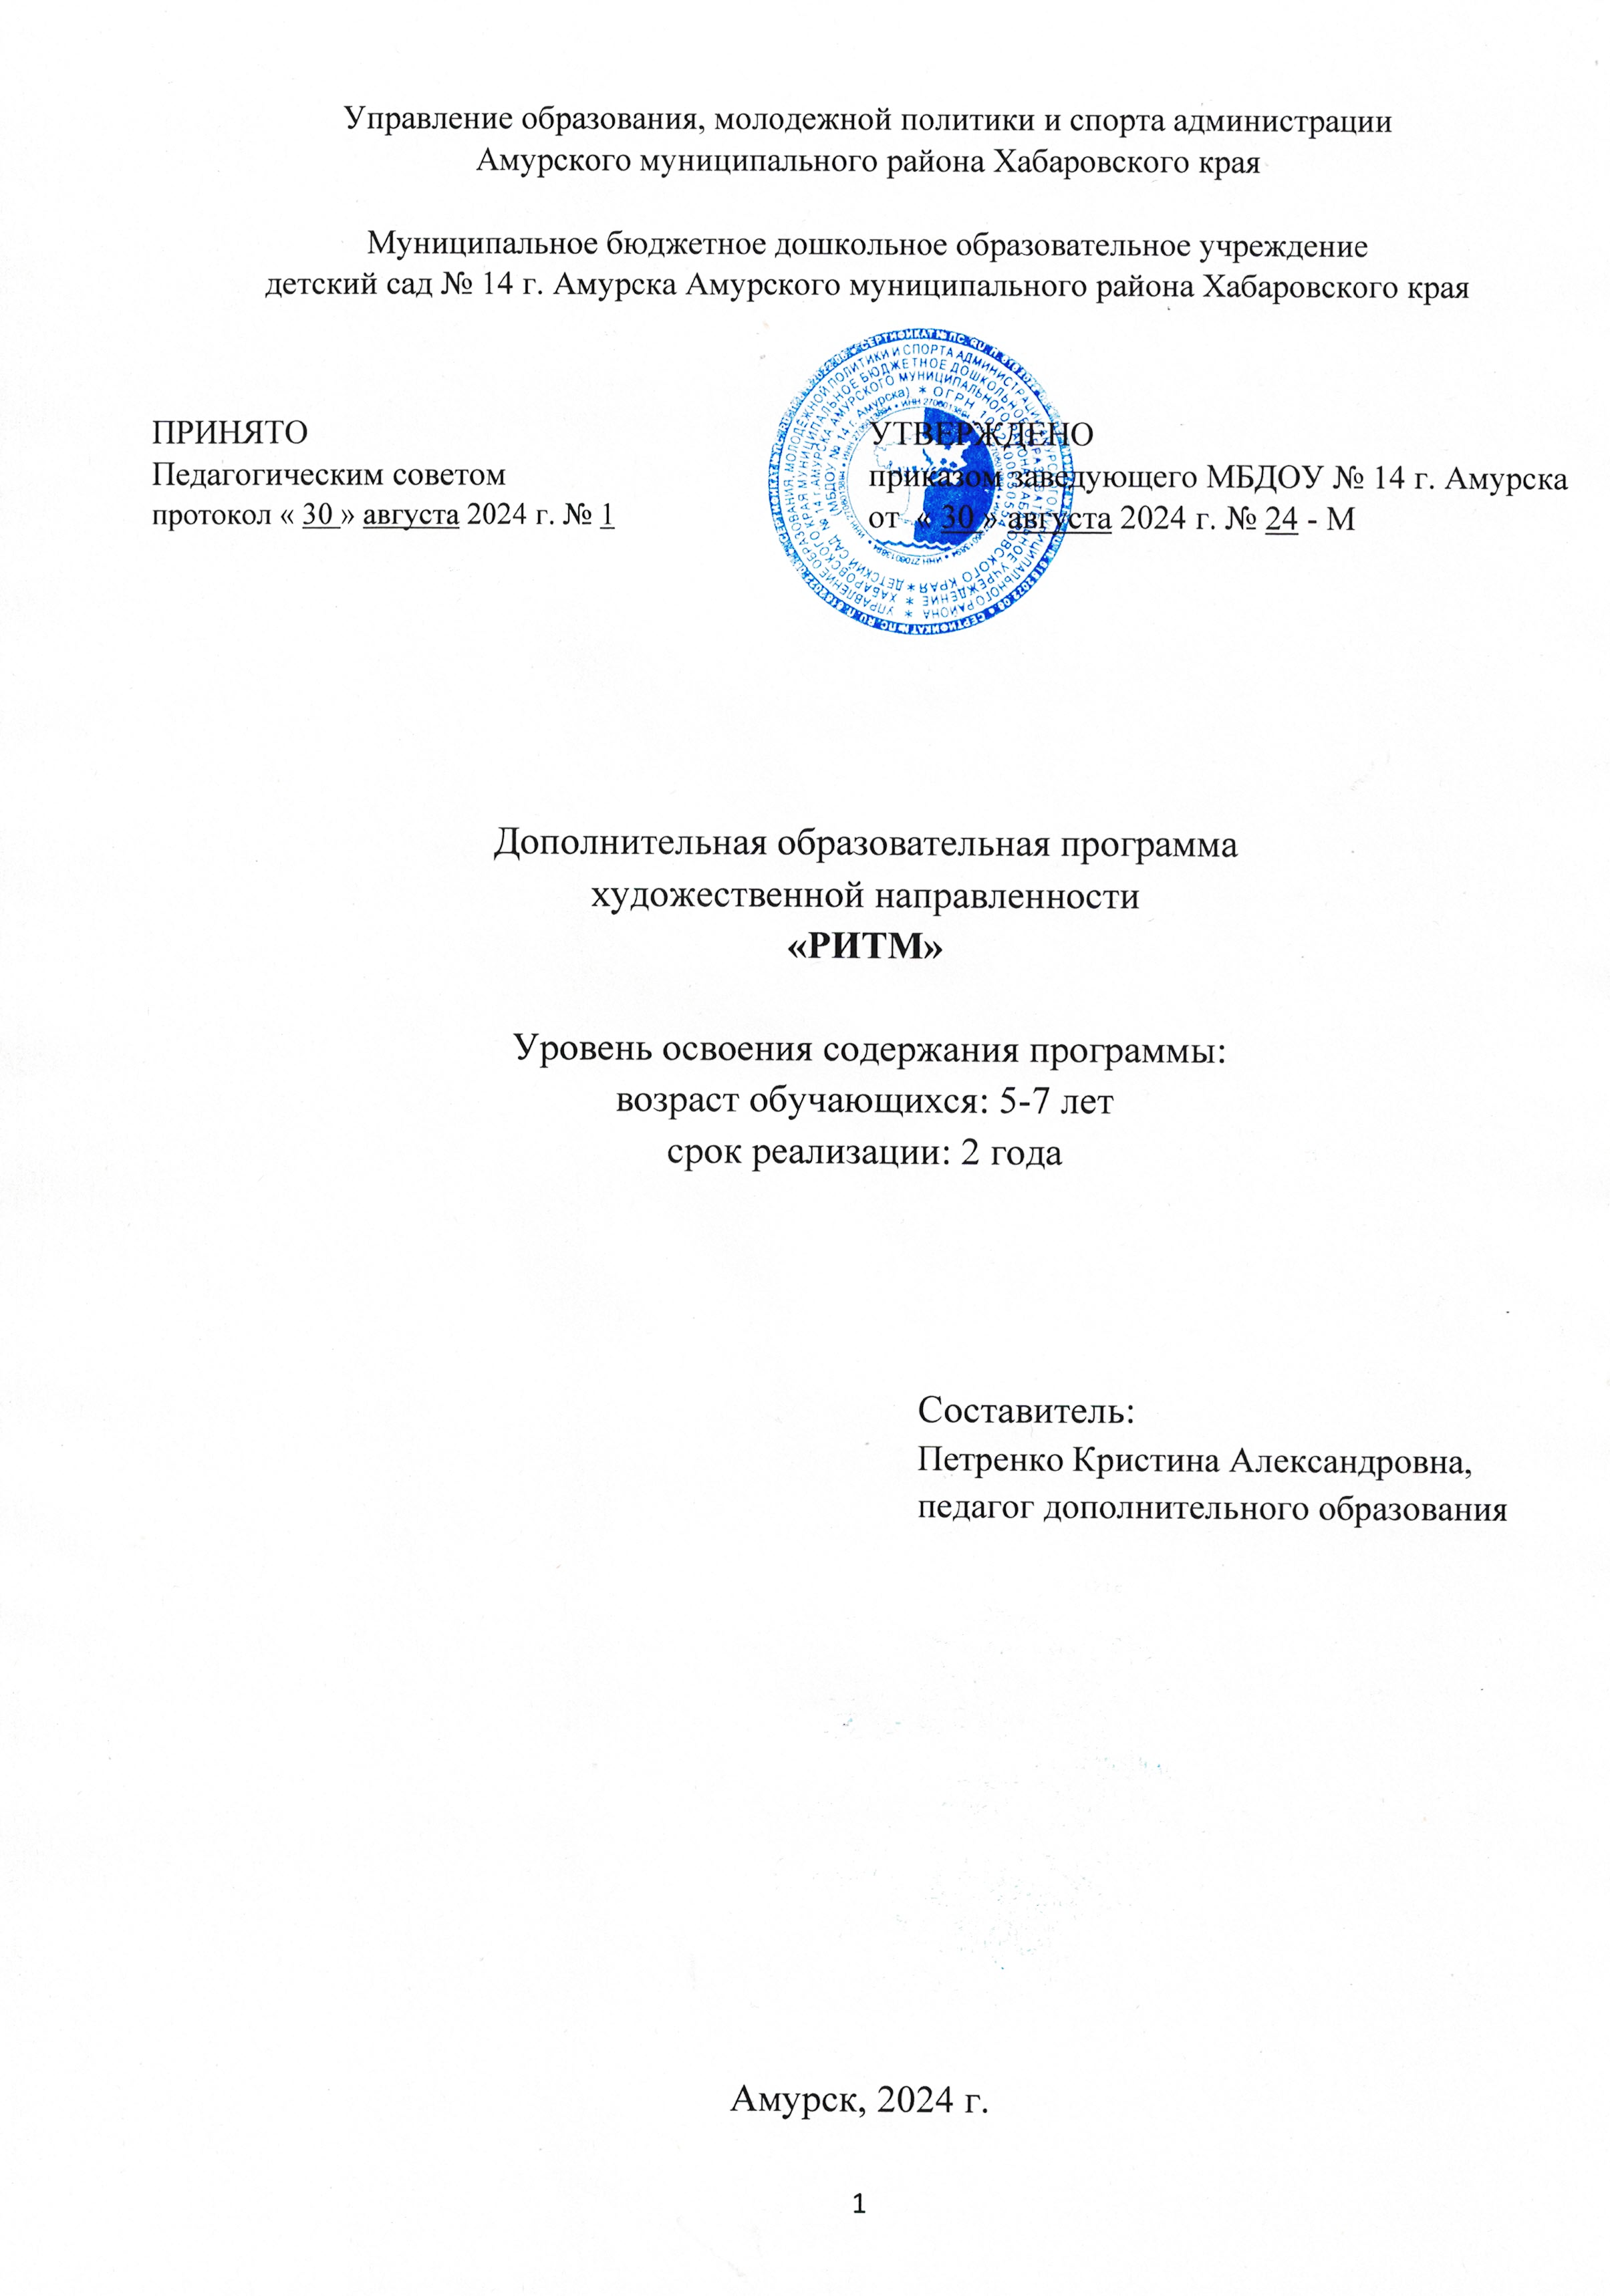 Управление образования, молодежной политики и спорта администрации
Амурского муниципального района Хабаровского края
Муниципальное бюджетное дошкольное образовательное учреждение
детский сад № 14 г. Амурска Амурского муниципального района Хабаровского края
ПРИНЯТО
Педагогическим советом
протокол « 30 » августа 2024 г. № 1
УТВЕРЖДЕНО
приказом заведующего МБДОУ № 14 г. Амурска
от « 30 » августа 2024 г. № 24 - М
Дополнительная образовательная программа
художественной направленности
«РИТМ»
Уровень освоения содержания программы:
возраст обучающихся: 5-7 лет
срок реализации: 2 года
Составитель:
Петренко Кристина Александровна,
педагог дополнительного образования
Амурск, 2024 г.
1